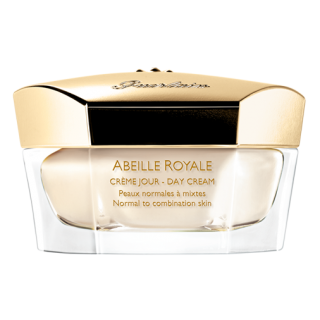 Guerlain
ABEILLE ROYALE
CRÈME JOUR - DAY CREAM
Peaux normales à mixtes
Normal to combination skin